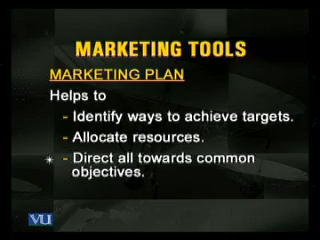 MARKETING TOOLS
MARKETING PLAN
Helps to
- Identify ways to achieve targets.
- Allocate resources.
- Direct all towards common
objectives.
VU